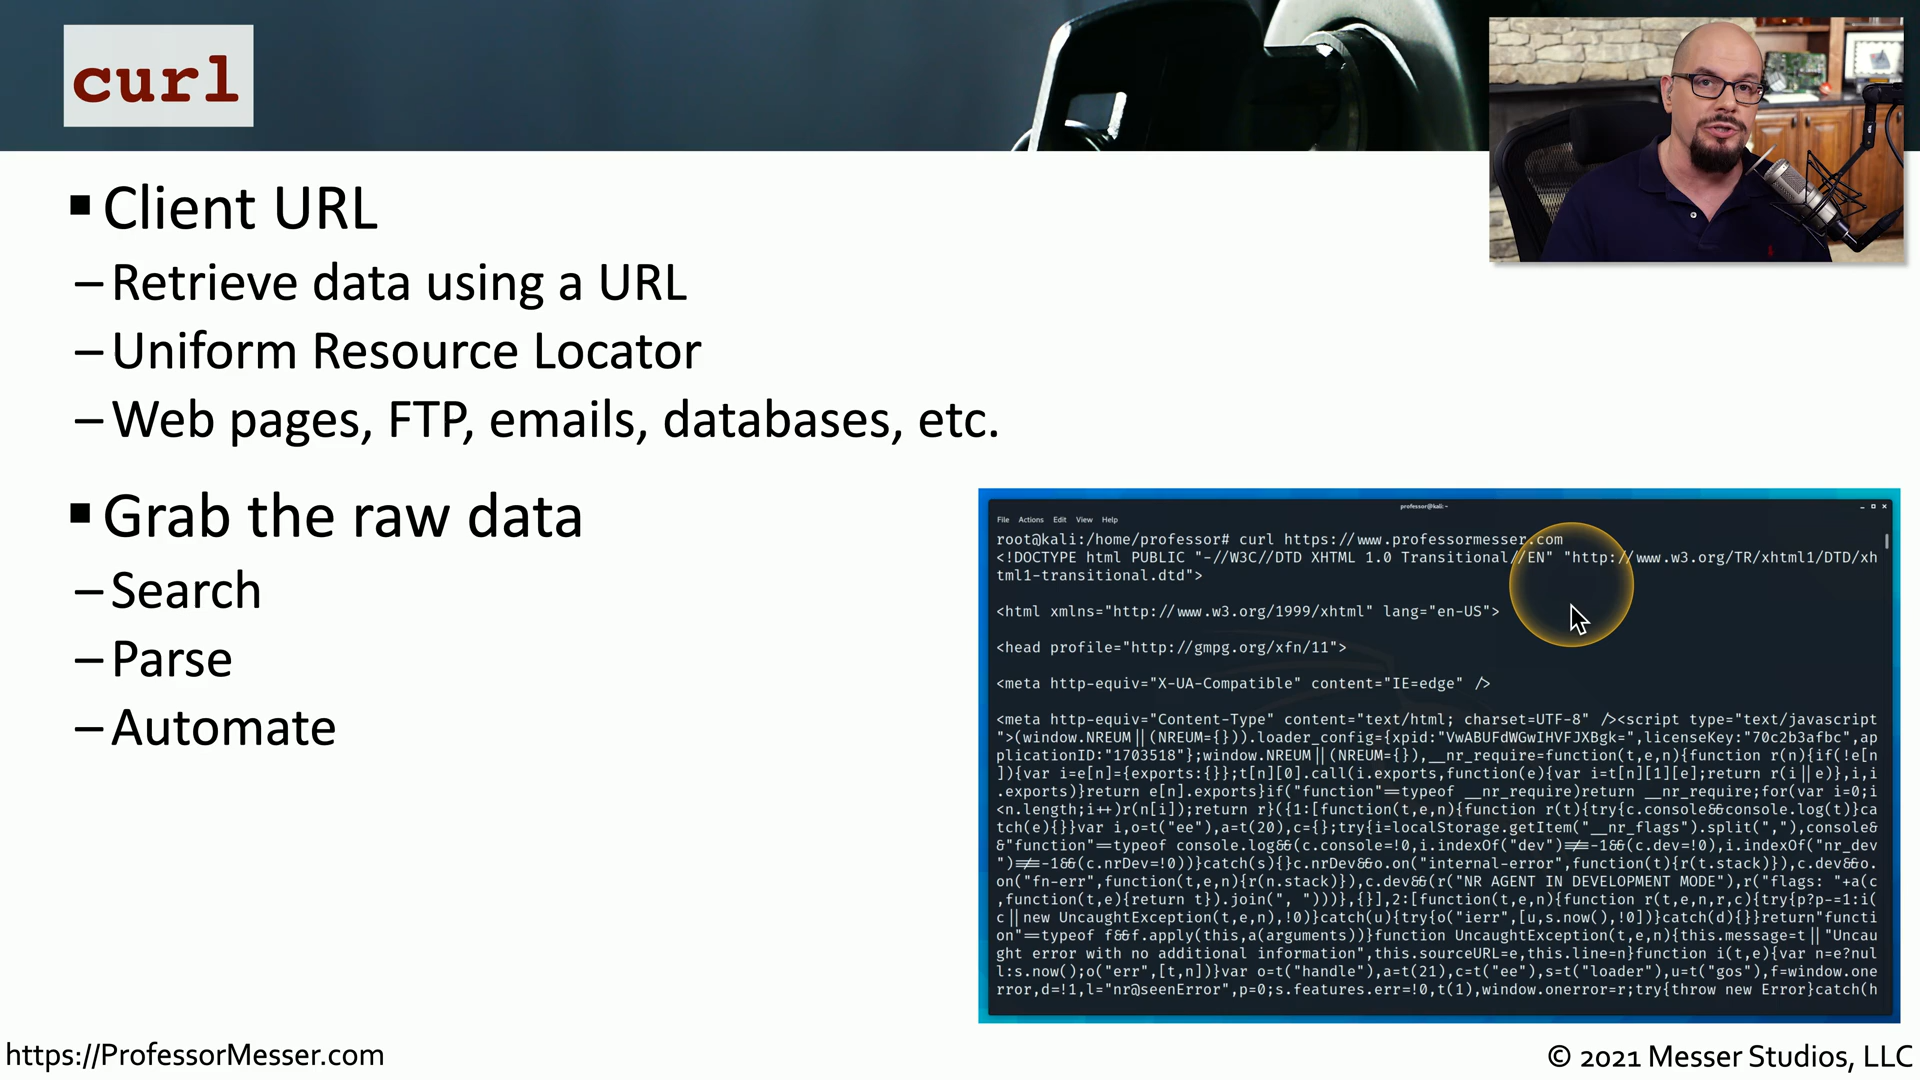 curl
▪ Client URL
– Retrieve data using a URL
– Uniform Resource Locator
– Web pages, FTP, emails, databases, etc.
▪ Grab the raw data
– Search
– Parse
– Automate
professor@kali:~
File Actions Edit View Help
root@kali:/home/professor# curl https://www.professormesser.com
<!DOCTYPE html PUBLIC "-//W3C//DTD XHTML 1.0 Transitional//EN" "http://www.w3.org/TR/xhtml1/DTD/xh
tml1-transitional.dtd">
<html xmlns="http://www.w3.org/1999/xhtml" lang="en-US">
<head profile="http://gmpg.org/xfn/11">
<meta http-equiv="X-UA-Compatible" content="IE=edge" />
<meta http-equiv="Content-Type" content="text/html; charset=UTF-8" /><script type="text/javascript
">(window.NREUM||(NREUM={})).loader_config={xpid:"VwABUFdWGwIHVFJXBgk=",licenseKey:"70c2b3afbc",ap
plicationID:"1703518"};window.NREUM||(NREUM={}),__nr_require=function(t,e,n){function r(n){if(!e[n
]){var i=e[n]={exports:{}};t[n][0].call(i.exports,function(e){var i=t[n][1][e];return r(i||e)},i,i
.exports)}return e[n].exports}if("function"==typeof __nr_require)return __nr_require;for(var i=0;i
<n.length;i++)r(n[i]);return r}({1:[function(t,e,n){function r(t){try{c.console&&console.log(t)}ca
tch(e){}}var i,o=t("ee"),a=t(20),c={};try{i=localStorage.getItem("__nr_flags").split(","),console&
&"function"==typeof console.log&&(c.console=!0,i.indexOf("dev")!==-1&&(c.dev=!0),i.indexOf("nr_dev
")!==-1&&(c.nrDev=!0))}catch(s){}c.nrDev&&o.on("internal-error",function(t){r(t.stack)}),c.dev&&o.
on("fn-err",function(t,e,n){r(n.stack)}),c.dev&&(r("NR AGENT IN DEVELOPMENT MODE"),r("flags: "+a(c
,function(t,e){return t}).join(", ")))},{}],2:[function(t,e,n){function r(t,e,n,r,c){try{p?p-=1:i(
c||new UncaughtException(t,e,n),!0)}catch(u){try{o("ierr",[u,s.now(),!0])}catch(d){}}return"functi
on"==typeof f&&f.apply(this,a(arguments))}function UncaughtException(t,e,n){this.message=t||"Uncau
ght error with no additional information",this.sourceURL=e,this.line=n}function i(t,e){var n=e?nul
l:s.now();o("err",[t,n])}var o=t("handle"),a=t(21),c=t("ee"),s=t("loader"),u=t("gos"),f=window.one
rror,d=!1,l="nr@seenError",p=0;s.features.err=!0,t(1),window.onerror=r;try{throw new Error}catch(h
https://ProfessorMesser.com
© 2021 Messer Studios, LLC